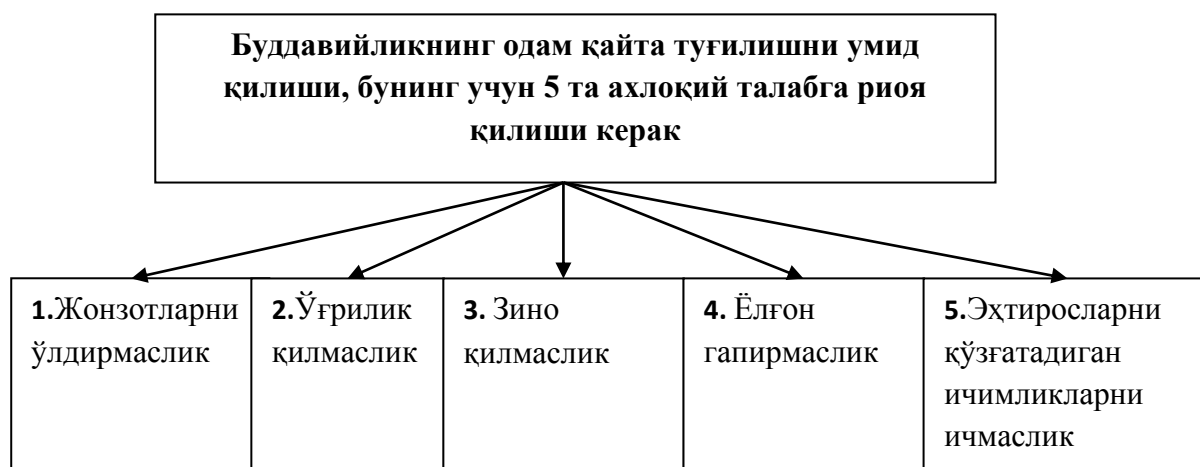 Буддавийликнинг одам қайта туғилишни умид
қилиши, бунинг учун 5 та ахлоқий талабга риоя
қилиши керак
1.Жонзотларни
ўлдирмаслик
2.Ўғрилик
қилмаслик
3. Зино
қилмаслик
4. Ёлғон
гапирмаслик
5.Эҳтиросларни
қўзғатадиган
ичимликларни
ичмаслик